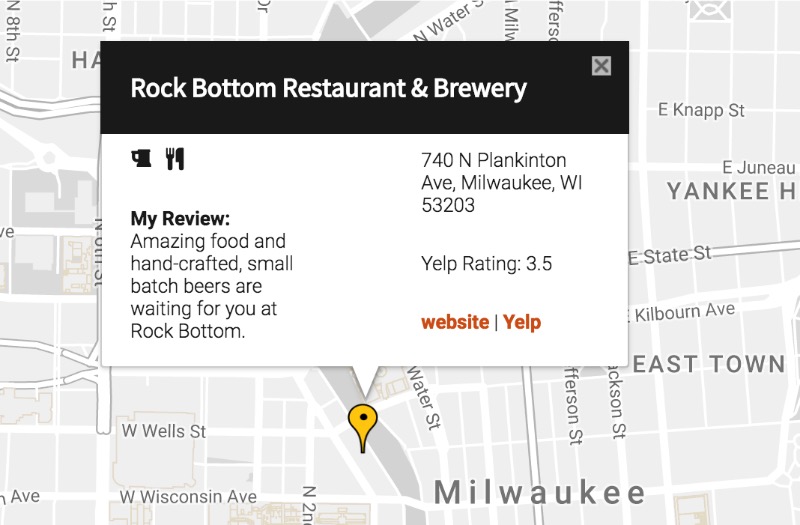 Rock Bottom Restaurant & Brewery
My Review:
Amazing food and
hand-crafted, small
batch beers are
waiting for you at
Rock Bottom.
740 N Plankinton
Ave, Milwaukee, WI
53203
Yelp Rating: 3.5
website | Yelp
N 8th St
N Water S
E Knapp St
E Juneau
YANKEE H
E State St
E Kilbourn Ave
EAST TOWN
Water St
fferson St
ackson St
W Wells St
W Wisconsin Ave
n Ave
N 2nd
Milwaukee
HA